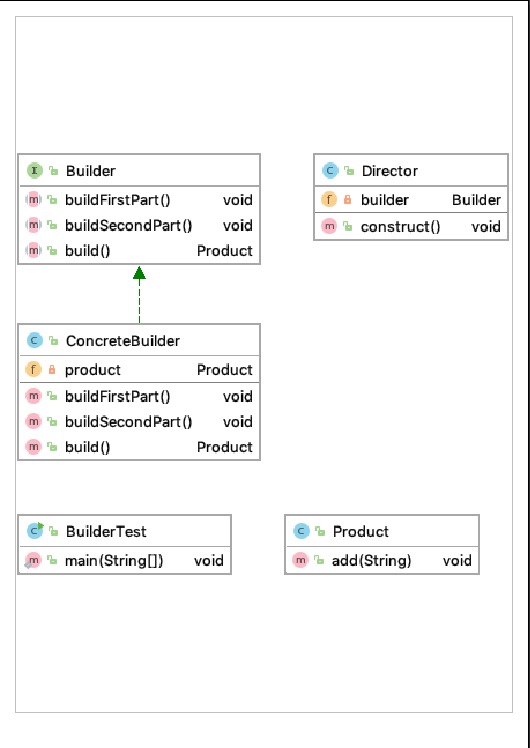 I Builder
m buildFirstPart() void
m buildSecondPart() void
m build() Product
C Director
f builder Builder
m construct() void
C ConcreteBuilder
f product Product
m buildFirstPart() void
m buildSecondPart() void
m build() Product
C BuilderTest
m main(String[]) void
C Product
m add(String) void